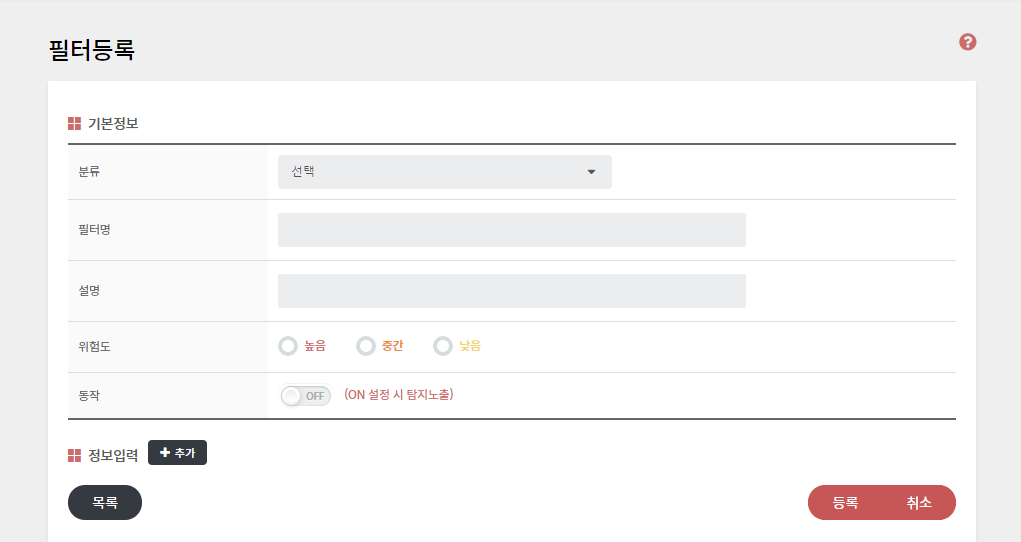 필터등록
?
기본정보
분류 선택
필터명
설명
위험도 높음 중간 낮음
동작 OFF (ON 설정 시 탐지노출)
정보입력 추가
목록 등록 취소